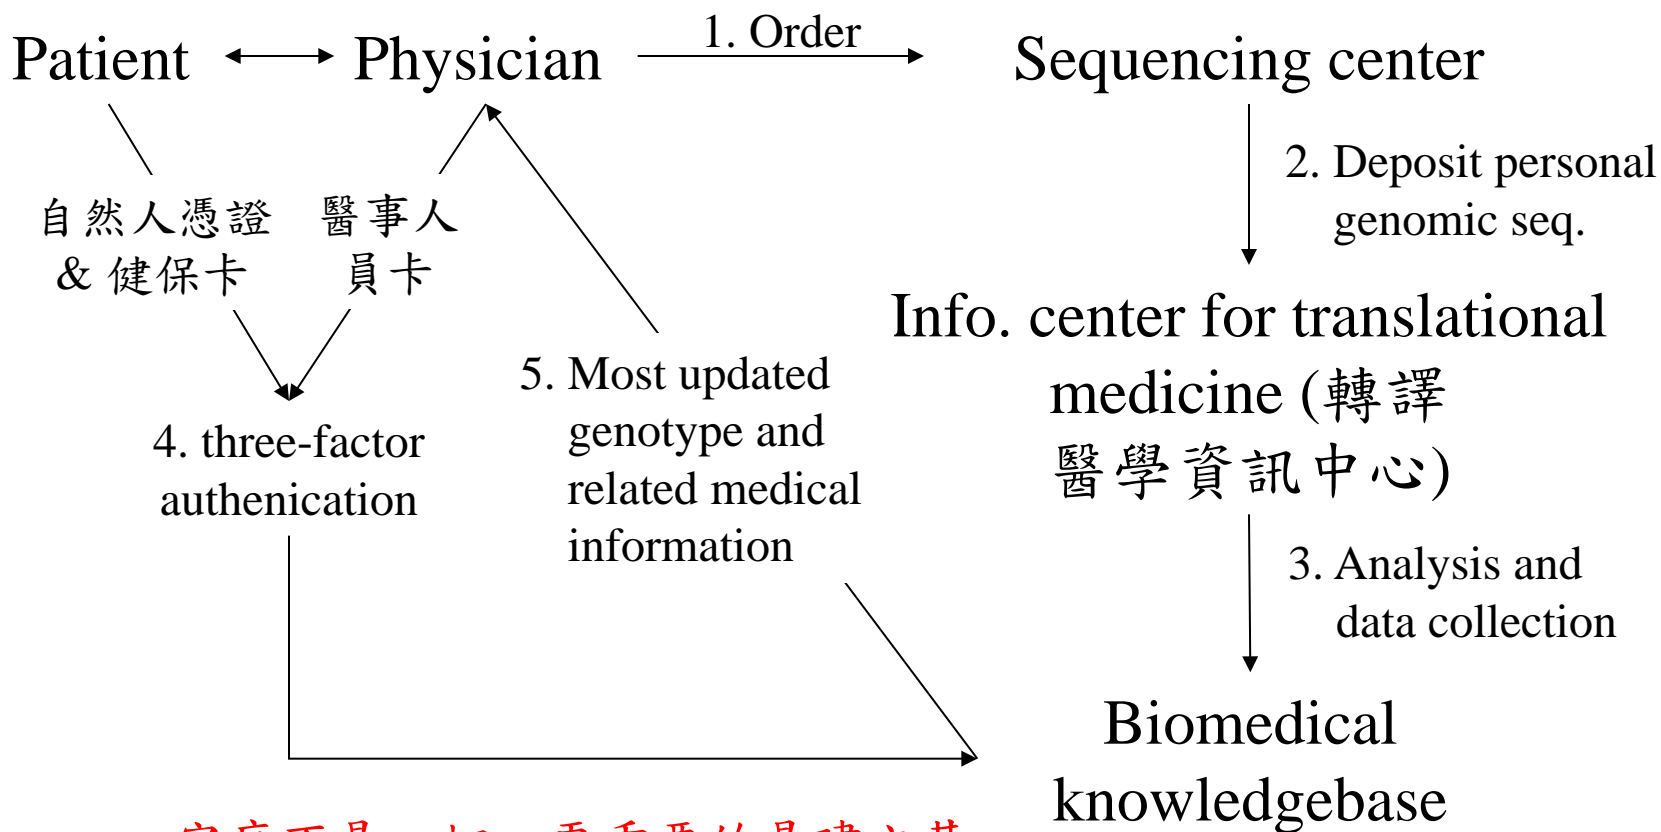 Patient
Physician
1. Order
Sequencing center
2. Deposit personal
genomic seq.
自然人憑證
& 健保卡
醫事人
員卡
Info. center for translational
medicine (轉譯
醫學資訊中心)
5. Most updated
genotype and
related medical
information
4. three-factor
authenication
3. Analysis and
data collection
Biomedical
knowledgebase